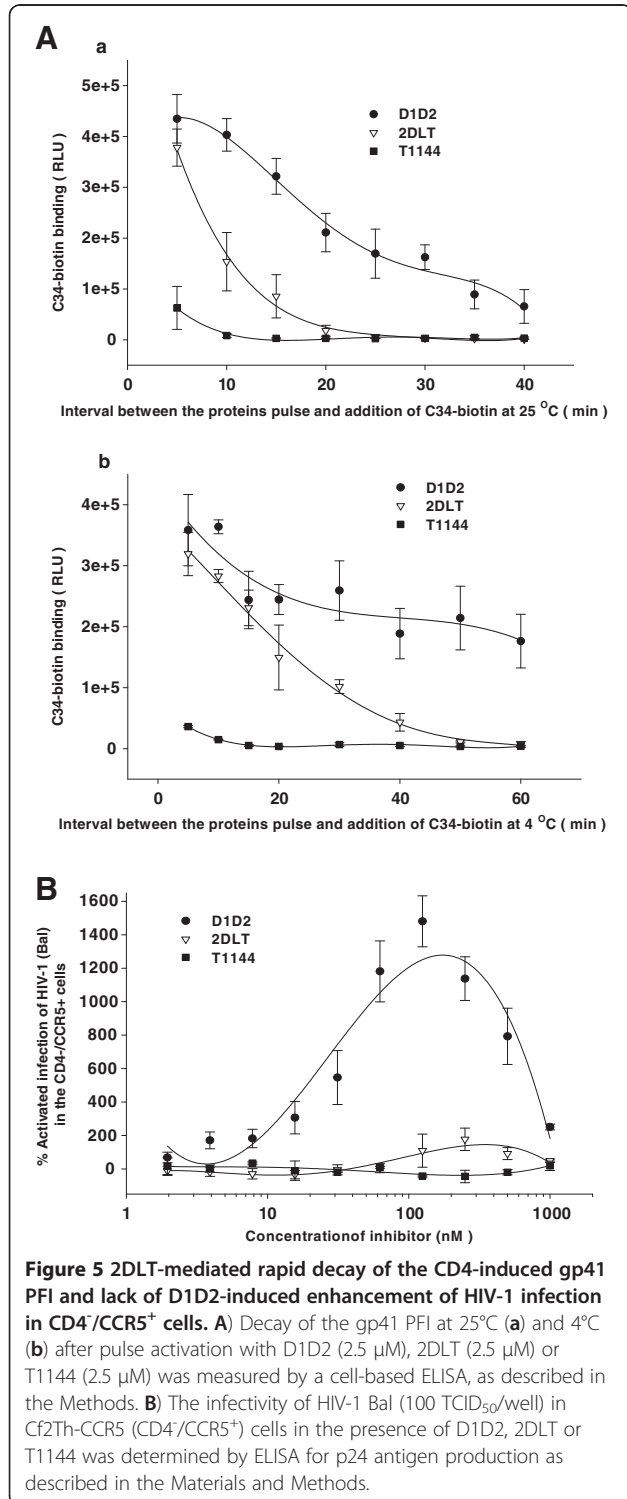 A
a
5e+5
4e+5
3e+5
2e+5
1e+5
0
C34-biotin binding ( RLU )
D1D2
2DLT
T1144
0 10 20 30 40
Interval between the proteins pulse and addition of C34-biotin at 25 °C ( min )
b
4e+5
3e+5
2e+5
1e+5
0
C34-biotin binding ( RLU )
D1D2
2DLT
T1144
0 20 40 60
Interval between the proteins pulse and addition of C34-biotin at 4 °C ( min )
B
1600
1400
1200
1000
800
600
400
200
0
% Activated infection of HIV-1 (Bal)
in the CD4-/CCR5+ cells
D1D2
2DLT
T1144
1 10 100 1000
Concentrationof inhibitor (nM)
Figure 5 2DLT-mediated rapid decay of the CD4-induced gp41
PFI and lack of D1D2-induced enhancement of HIV-1 infection
in CD4⁻/CCR5⁺ cells. A) Decay of the gp41 PFI at 25°C (a) and 4°C
(b) after pulse activation with D1D2 (2.5 μM), 2DLT (2.5 μM) or
T1144 (2.5 μM) was measured by a cell-based ELISA, as described in
the Methods. B) The infectivity of HIV-1 Bal (100 TCID₅₀/well) in
Cf2Th-CCR5 (CD4⁻/CCR5⁺) cells in the presence of D1D2, 2DLT or
T1144 was determined by ELISA for p24 antigen production as
described in the Materials and Methods.